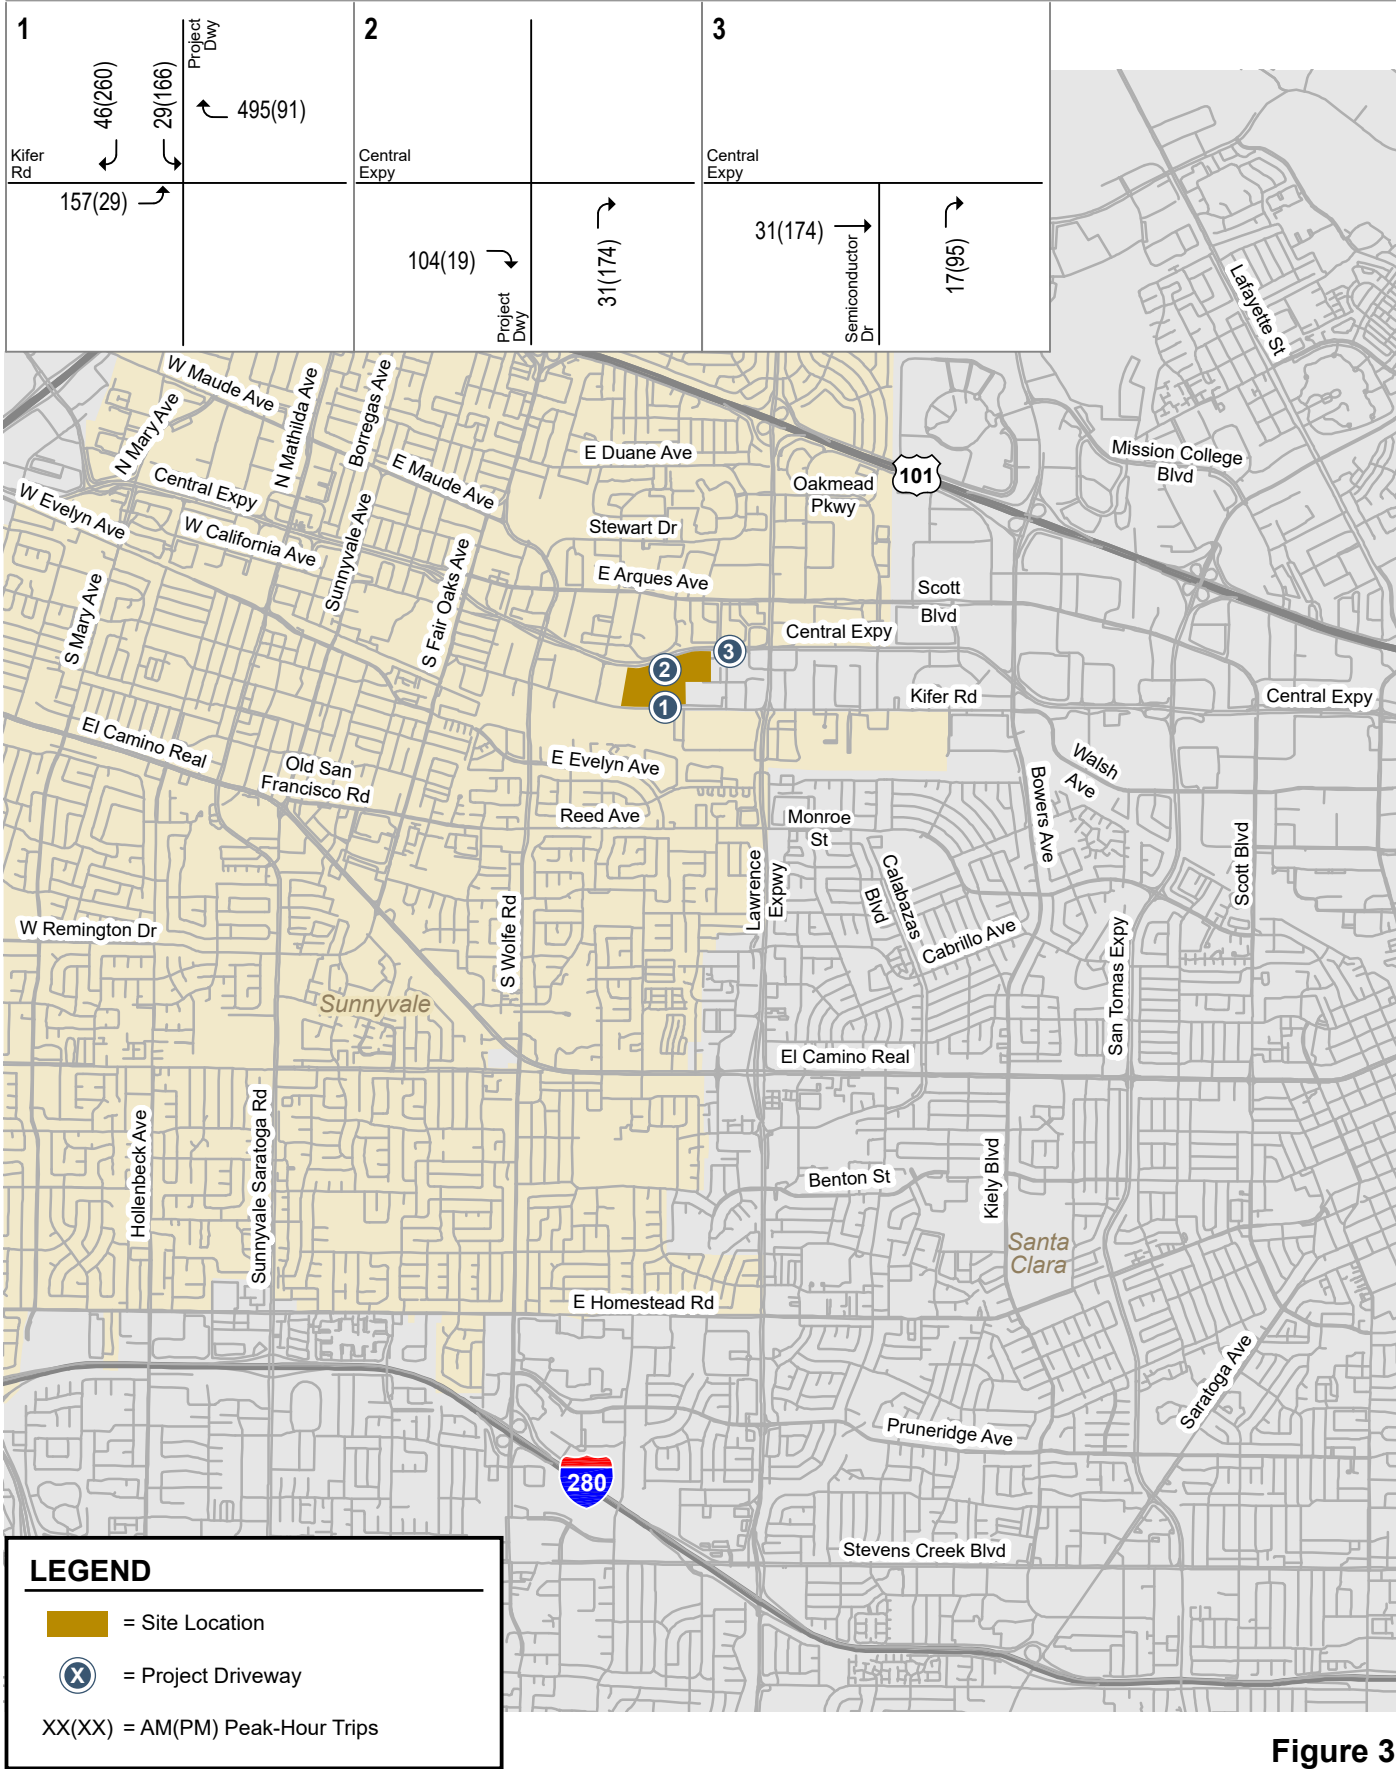 1
Project
Dwy
46(260)
29(166)
495(91)
Kifer
Rd
157(29)
2
Central
Expy
104(19)
31(174)
Project
Dwy
3
Central
Expy
31(174)
Semiconductor
Dr
17(95)
Lafayette St
W Maude Ave
N Mary Ave
N Mathilda Ave
Borregas Ave
E Duane Ave
Mission College
Blvd
101
Central Expy
E Maude Ave
Oakmead
Pkwy
W Evelyn Ave
W California Ave
Sunnyvale Ave
Stewart Dr
S Fair Oaks Ave
E Arques Ave
S Mary Ave
Scott
Blvd
Central Expy
3
2
1
Kifer Rd
Central Expy
El Camino Real
Old San
Francisco Rd
E Evelyn Ave
Walsh
Ave
Reed Ave
Monroe
St
Bowers Ave
Scott Blvd
Lawrence
Expwy
Calabazas
Blvd
W Remington Dr
S Wolfe Rd
Cabrillo Ave
San Tomas Expy
Sunnyvale
El Camino Real
Hollenbeck Ave
Sunnyvale Saratoga Rd
Benton St
Kiely Blvd
Santa
Clara
E Homestead Rd
Saratoga Ave
Pruneridge Ave
280
Stevens Creek Blvd
LEGEND
= Site Location
X = Project Driveway
XX(XX) = AM(PM) Peak-Hour Trips
Figure 3